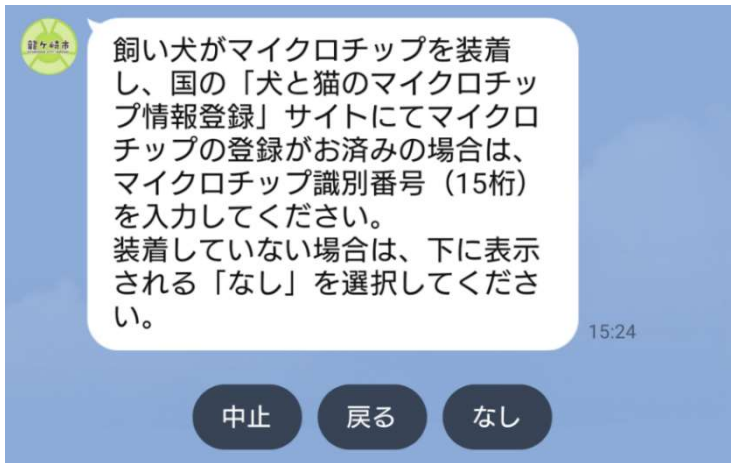 龍ケ崎市
飼い犬がマイクロチップを装着
し、国の「犬と猫のマイクロチッ
プ情報登録」サイトにてマイクロ
チップの登録がお済みの場合は、
マイクロチップ識別番号（15桁）
を入力してください。
装着していない場合は、下に表示
される「なし」を選択してくださ
い。
15:24
中止
戻る
なし